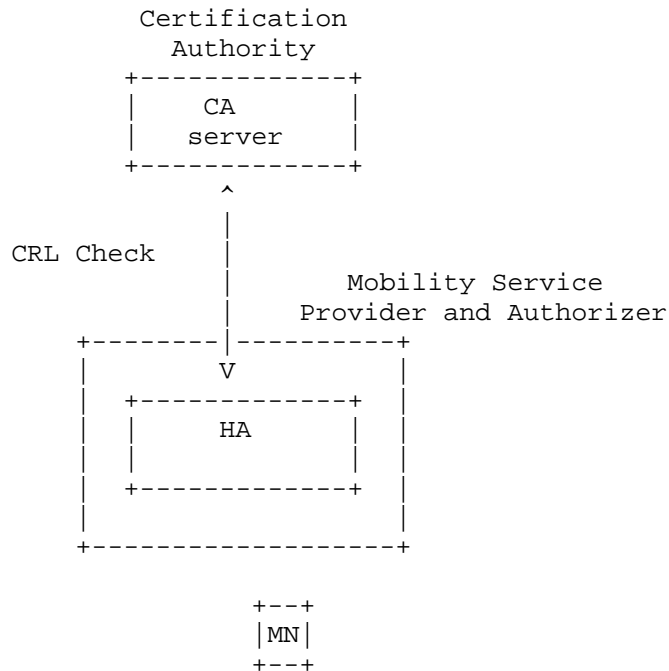 Certification
Authority
CA
server
CRL Check
Mobility Service
Provider and Authorizer
V
HA
MN